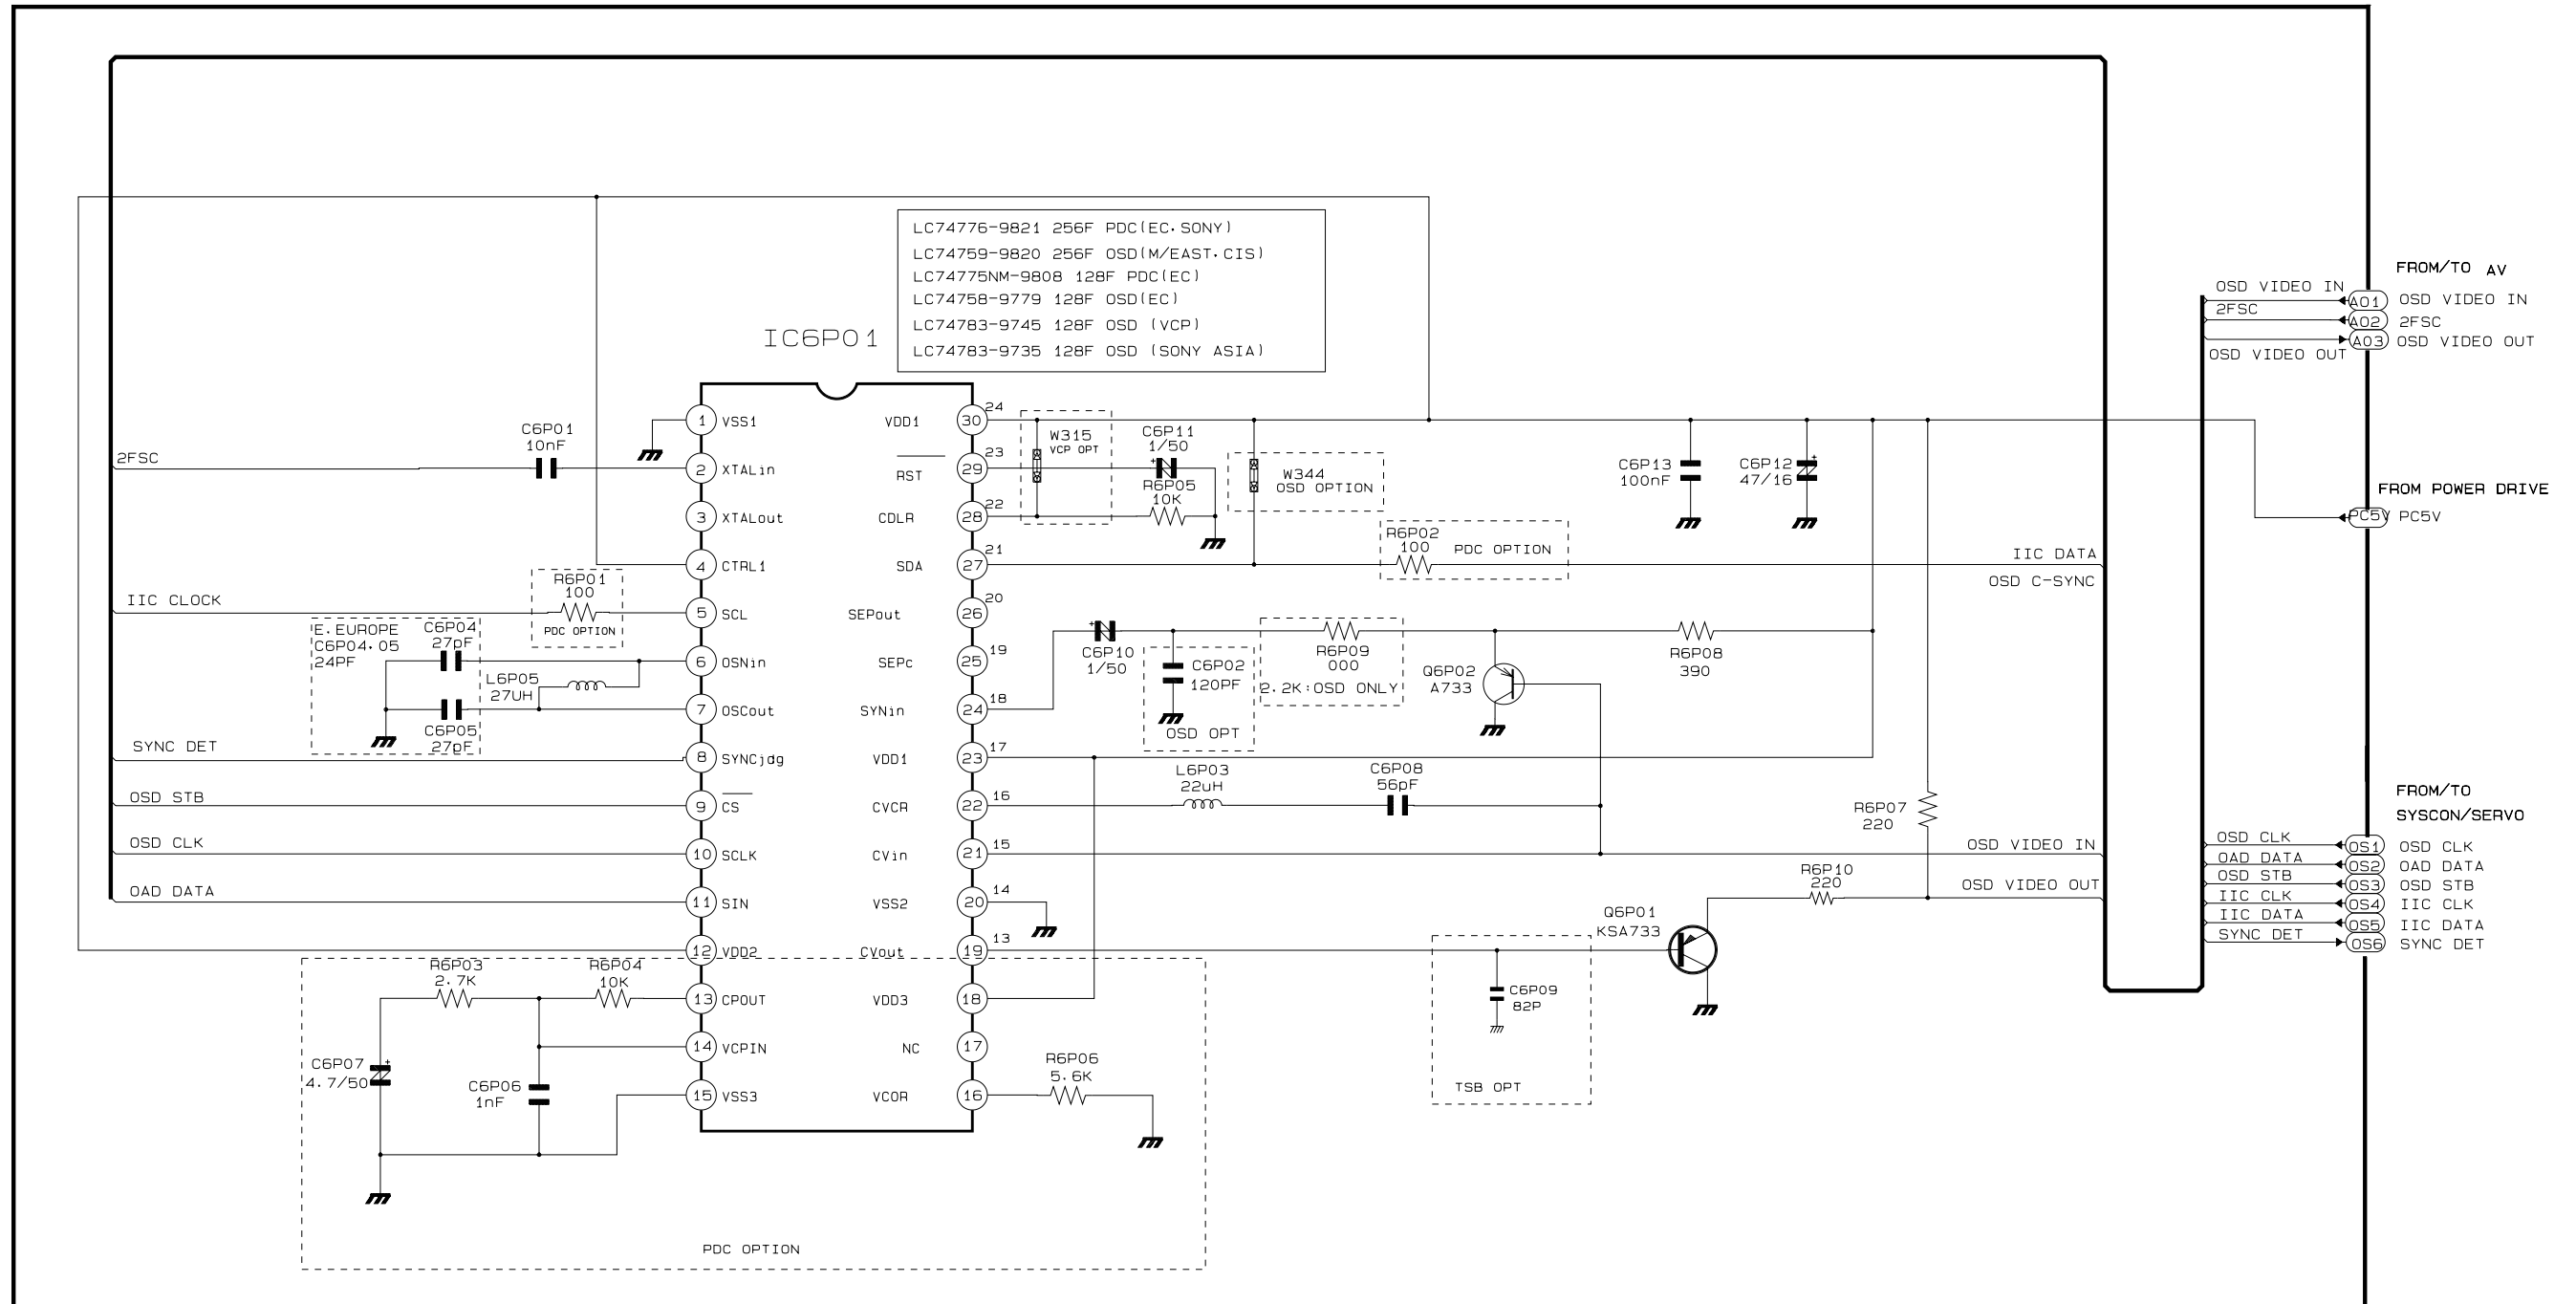 LC74776-9821 256F PDC(EC.SONY)
LC74759-9820 256F OSD(M/EAST.CIS)
LC74775NM-9808 128F PDC(EC)
LC74758-9779 128F OSD(EC)
LC74783-9745 128F OSD (VCP)
LC74783-9735 128F OSD (SONY ASIA)
IC6P01
1 VSS1
2 XTALin
3 XTALout
4 CTRL1
5 SCL
6 OSNin
7 OSCout
8 SYNCjdg
9 CS
10 SCLK
11 SIN
12 VDD2
13 CPOUT
14 VCPIN
15 VSS3
VDD1 30 24
RST 29 23
CDLR 28 22
SDA 27 21
SEPout 26 20
SEPc 25 19
SYNin 24 18
VDD1 23 17
CVCR 22 16
CVin 21 15
VSS2 20 14
CVout 19 13
VDD3 18
NC 17
VCOR 16
2FSC
C6P01
10nF
IIC CLOCK
R6P01
100
PDC OPTION
E.EUROPE
C6P04.05
24PF
C6P04
27pF
L6P05
27UH
C6P05
27pF
SYNC DET
OSD STB
OSD CLK
OAD DATA
R6P03
2.7K
R6P04
10K
C6P07
4.7/50
+
C6P06
1nF
PDC OPTION
R6P06
5.6K
W315
VCP OPT
C6P11
1/50
+
R6P05
10K
W344
OSD OPTION
R6P02
100
PDC OPTION
C6P13
100nF
C6P12
47/16
+
IIC DATA
OSD C-SYNC
+
C6P10
1/50
C6P02
120PF
OSD OPT
R6P09
000
2.2K:OSD ONLY
Q6P02
A733
R6P08
390
L6P03
22uH
C6P08
56pF
R6P07
220
OSD VIDEO IN
R6P10
220
OSD VIDEO OUT
Q6P01
KSA733
C6P09
82P
TSB OPT
FROM/TO AV
OSD VIDEO IN
A01 OSD VIDEO IN
2FSC
A02 2FSC
A03 OSD VIDEO OUT
OSD VIDEO OUT
FROM POWER DRIVE
PC5V PC5V
FROM/TO
SYSCON/SERVO
OSD CLK OS1 OSD CLK
OAD DATA OS2 OAD DATA
OSD STB OS3 OSD STB
IIC CLK OS4 IIC CLK
IIC DATA OS5 IIC DATA
SYNC DET OS6 SYNC DET